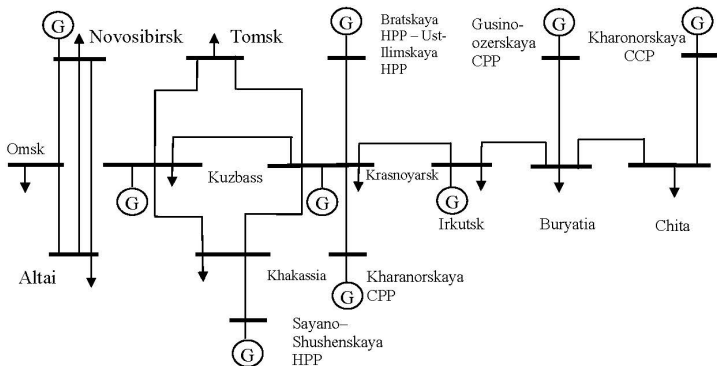 G
Novosibirsk
Tomsk
Bratskaya
HPP – Ust-
Ilimskaya
HPP
Gusino-
ozerskaya
CPP
G
Kharonorskaya
CCP
G
Omsk
Kuzbass
G
Krasnoyarsk
G
Irkutsk
G
Buryatia
Chita
Altai
Khakassia
Kharanorskaya
CPP
G
Sayano–
Shushenskaya
HPP
G
G